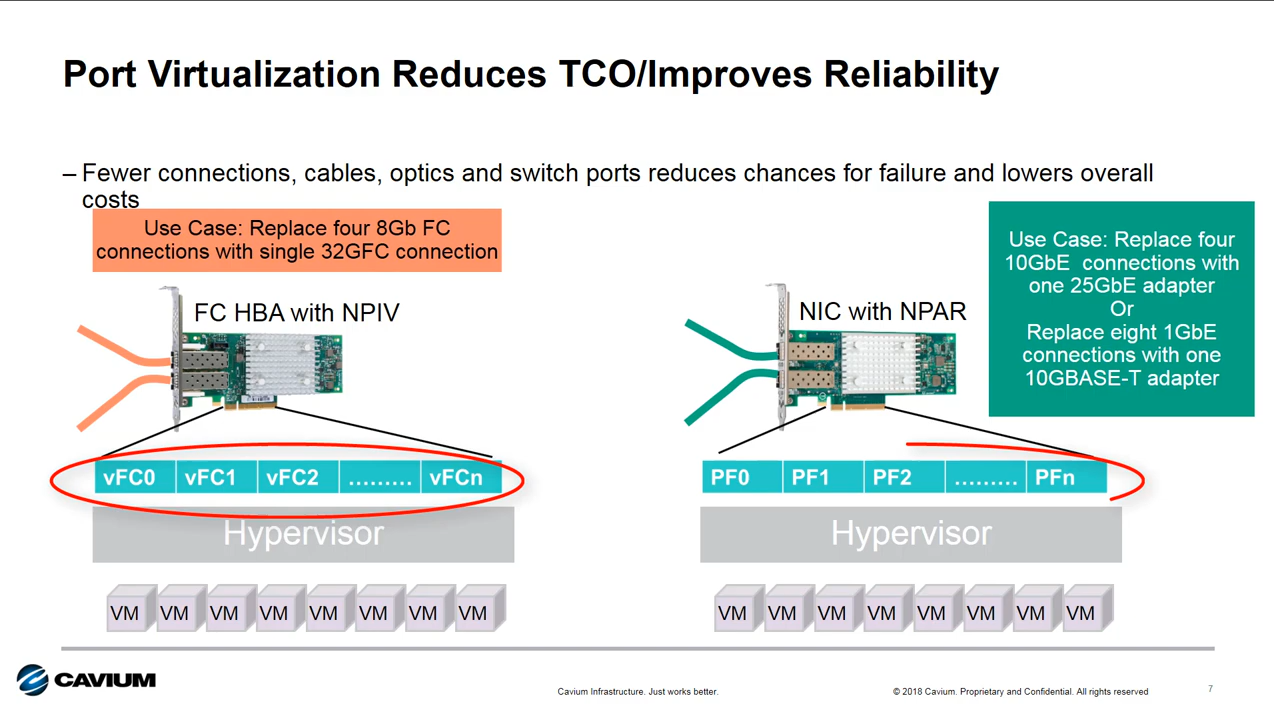 Port Virtualization Reduces TCO/Improves Reliability
– Fewer connections, cables, optics and switch ports reduces chances for failure and lowers overall
costs
Use Case: Replace four 8Gb FC
connections with single 32GFC connection
FC HBA with NPIV
vFC0 vFC1 vFC2 ......... vFCn
Hypervisor
VM VM VM VM VM VM VM VM
Use Case: Replace four
10GbE connections with
one 25GbE adapter
Or
Replace eight 1GbE
connections with one
10GBASE-T adapter
NIC with NPAR
PF0 PF1 PF2 ......... PFn
Hypervisor
VM VM VM VM VM VM VM VM
CAVIUM
Cavium Infrastructure. Just works better.
© 2018 Cavium. Proprietary and Confidential. All rights reserved
7